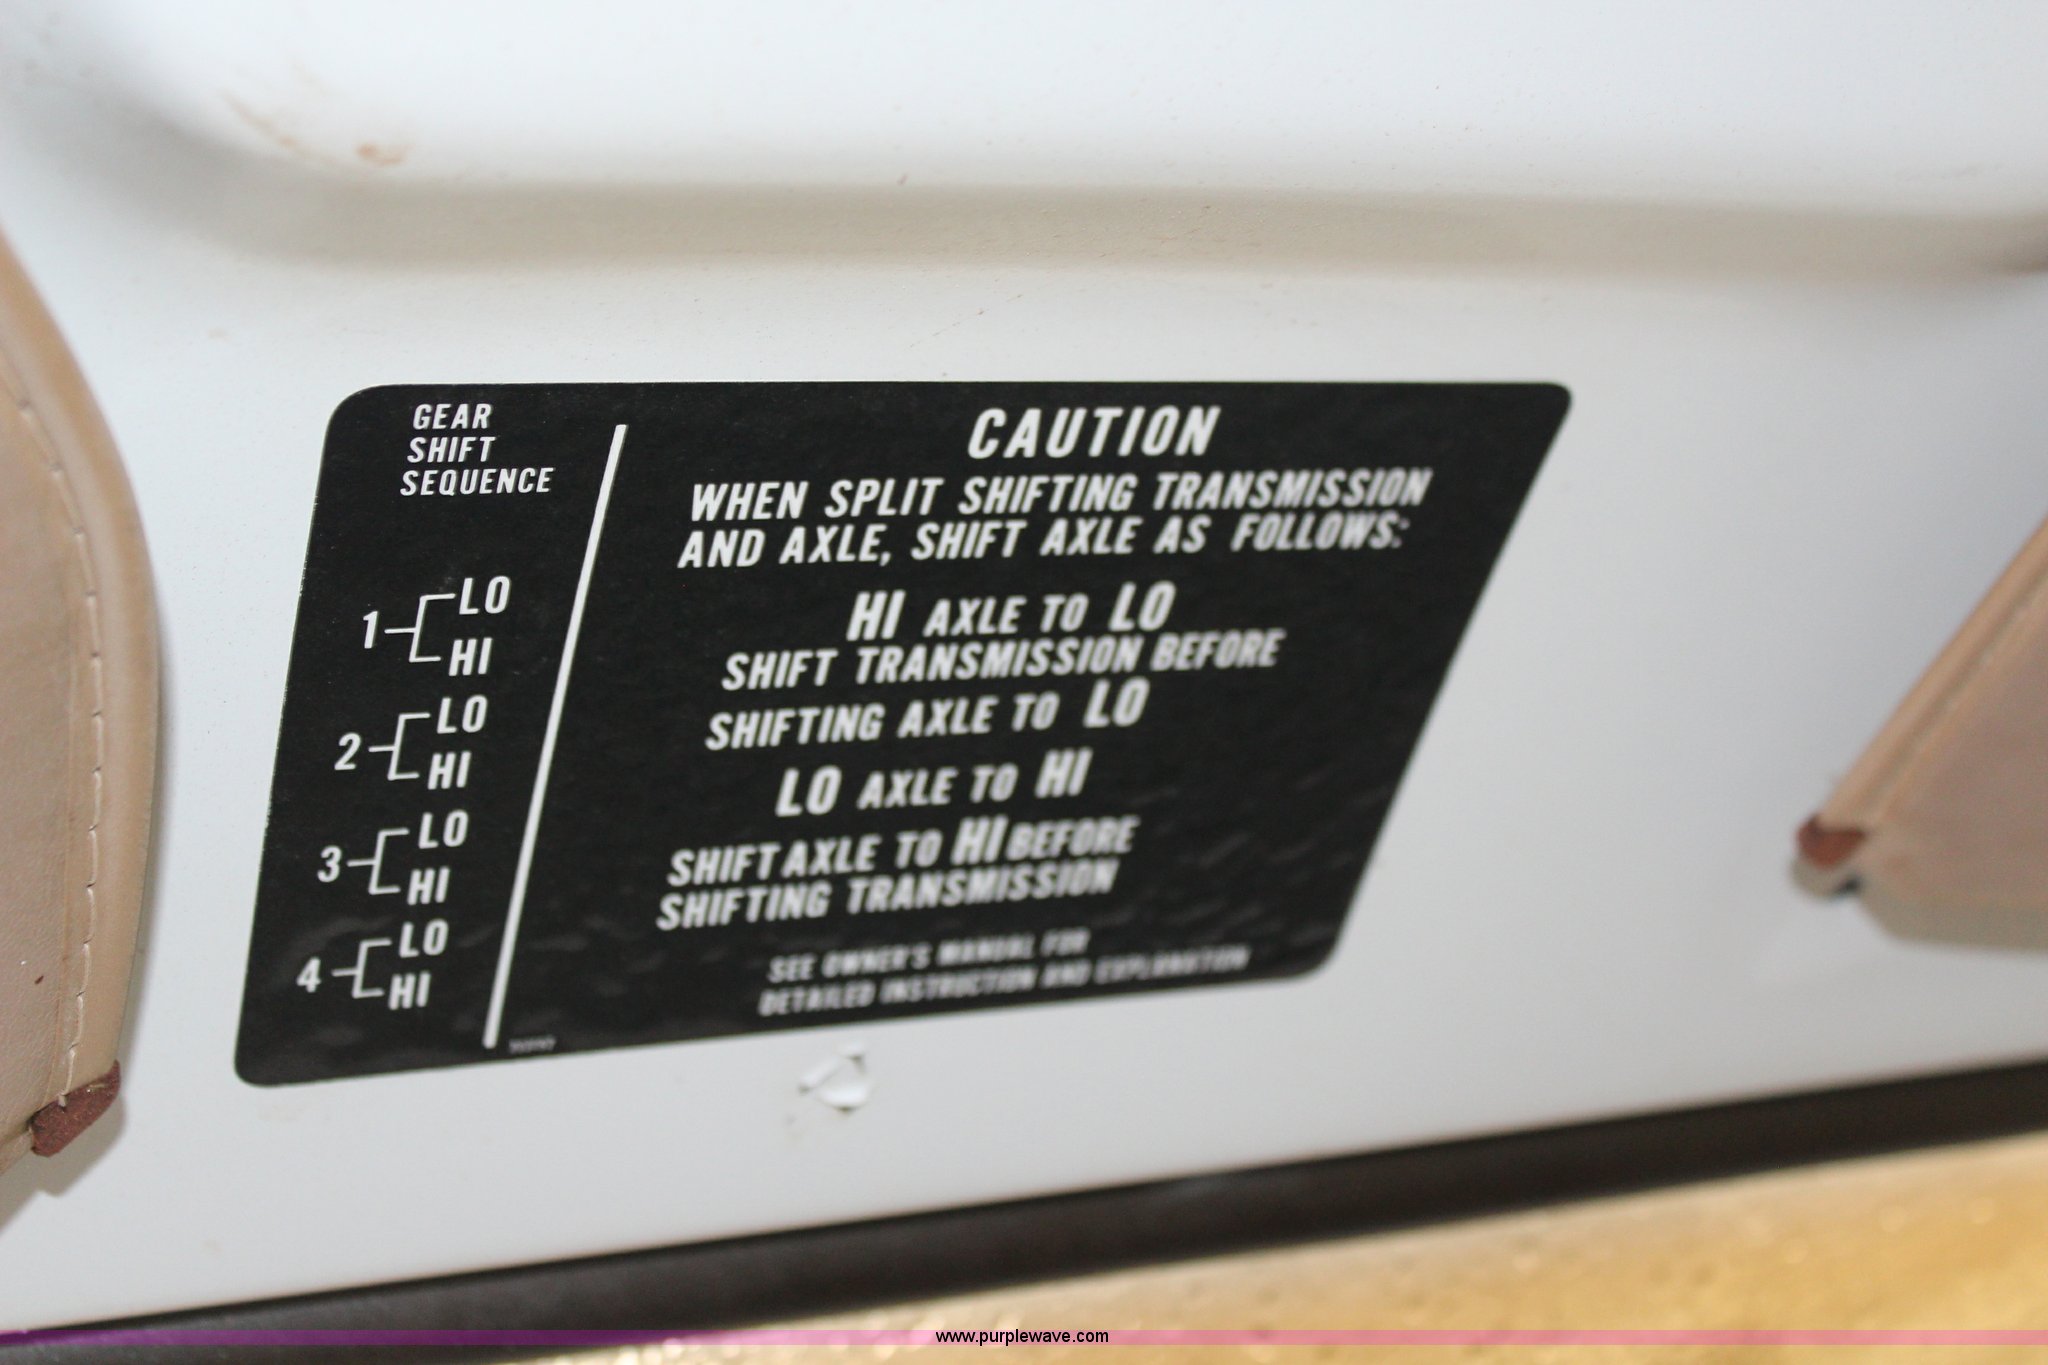 GEAR
SHIFT
SEQUENCE
1 LO
HI
2 LO
HI
3 LO
HI
4 LO
HI
CAUTION
WHEN SPLIT SHIFTING TRANSMISSION
AND AXLE, SHIFT AXLE AS FOLLOWS:
HI AXLE TO LO
SHIFT TRANSMISSION BEFORE
SHIFTING AXLE TO LO
LO AXLE TO HI
SHIFT AXLE TO HI BEFORE
SHIFTING TRANSMISSION
SEE OWNER'S MANUAL FOR
DETAILED INSTRUCTION AND EXPLANATION
www.purplewave.com